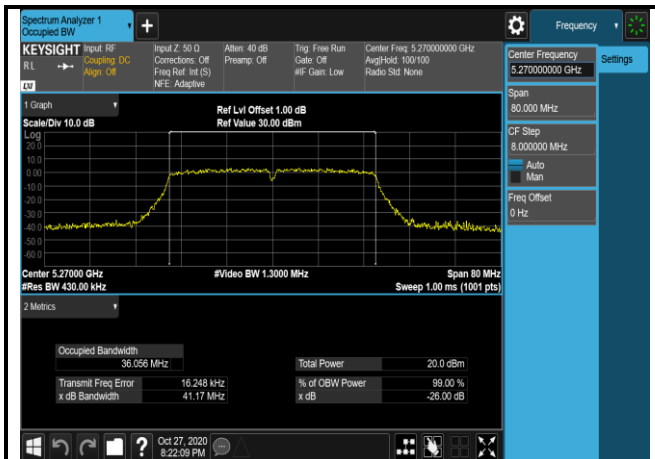 Spectrum Analyzer 1
Occupied BW
+
Frequency
KEYSIGHT
R L
LXI
Input: RF
Coupling: DC
Align: Off
Input Z: 50 Ω
Corrections: Off
Freq Ref: Int (S)
NFE: Adaptive
Atten: 40 dB
Preamp: Off
Trig: Free Run
Gate: Off
#IF Gain: Low
Center Freq: 5.270000000 GHz
Avg|Hold: 100/100
Radio Std: None
Center Frequency
5.270000000 GHz
Settings
Span
80.000 MHz
CF Step
8.000000 MHz
Auto
Man
Freq Offset
0 Hz
1 Graph
Scale/Div 10.0 dB
Ref Lvl Offset 1.00 dB
Ref Value 30.00 dBm
Log
20.0
10.0
0.00
-10.0
-20.0
-30.0
-40.0
-50.0
-60.0
Center 5.27000 GHz
#Video BW 1.3000 MHz
Span 80 MHz
#Res BW 430.00 kHz
Sweep 1.00 ms (1001 pts)
2 Metrics
Occupied Bandwidth
36.056 MHz
Total Power 20.0 dBm
Transmit Freq Error 16.248 kHz
% of OBW Power 99.00 %
x dB Bandwidth 41.17 MHz
x dB -26.00 dB
?
Oct 27, 2020
8:22:09 PM